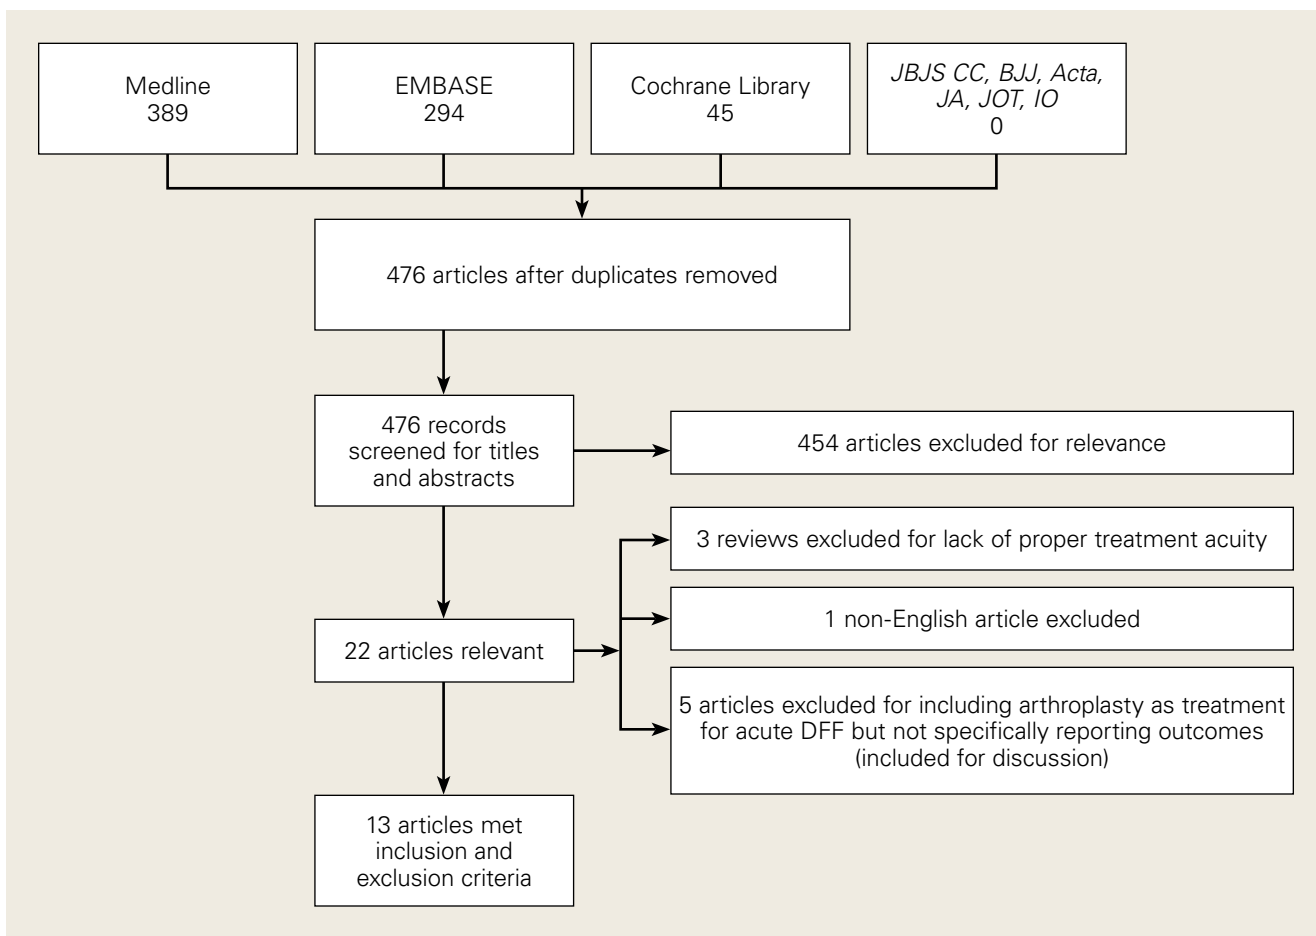 Medline
389
EMBASE
294
Cochrane Library
45
JBJS CC, BJJ, Acta,
JA, JOT, IO
0
476 articles after duplicates removed
476 records
screened for titles
and abstracts
454 articles excluded for relevance
3 reviews excluded for lack of proper treatment acuity
1 non-English article excluded
22 articles relevant
5 articles excluded for including arthroplasty as treatment
for acute DFF but not specifically reporting outcomes
(included for discussion)
13 articles met
inclusion and
exclusion criteria